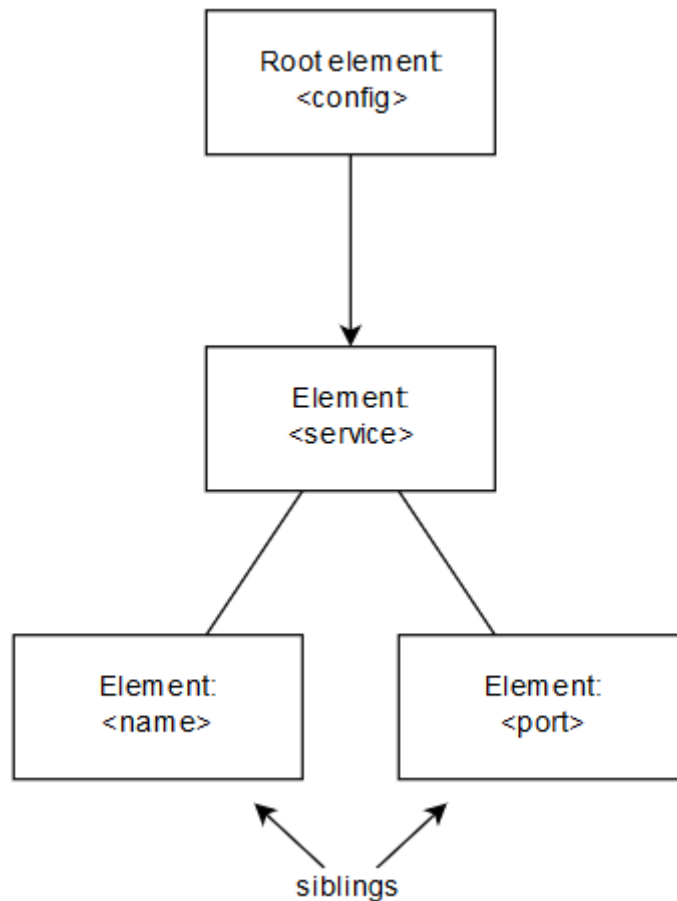 Root element:
<config>
Element:
<service>
Element:
<name>
Element:
<port>
siblings